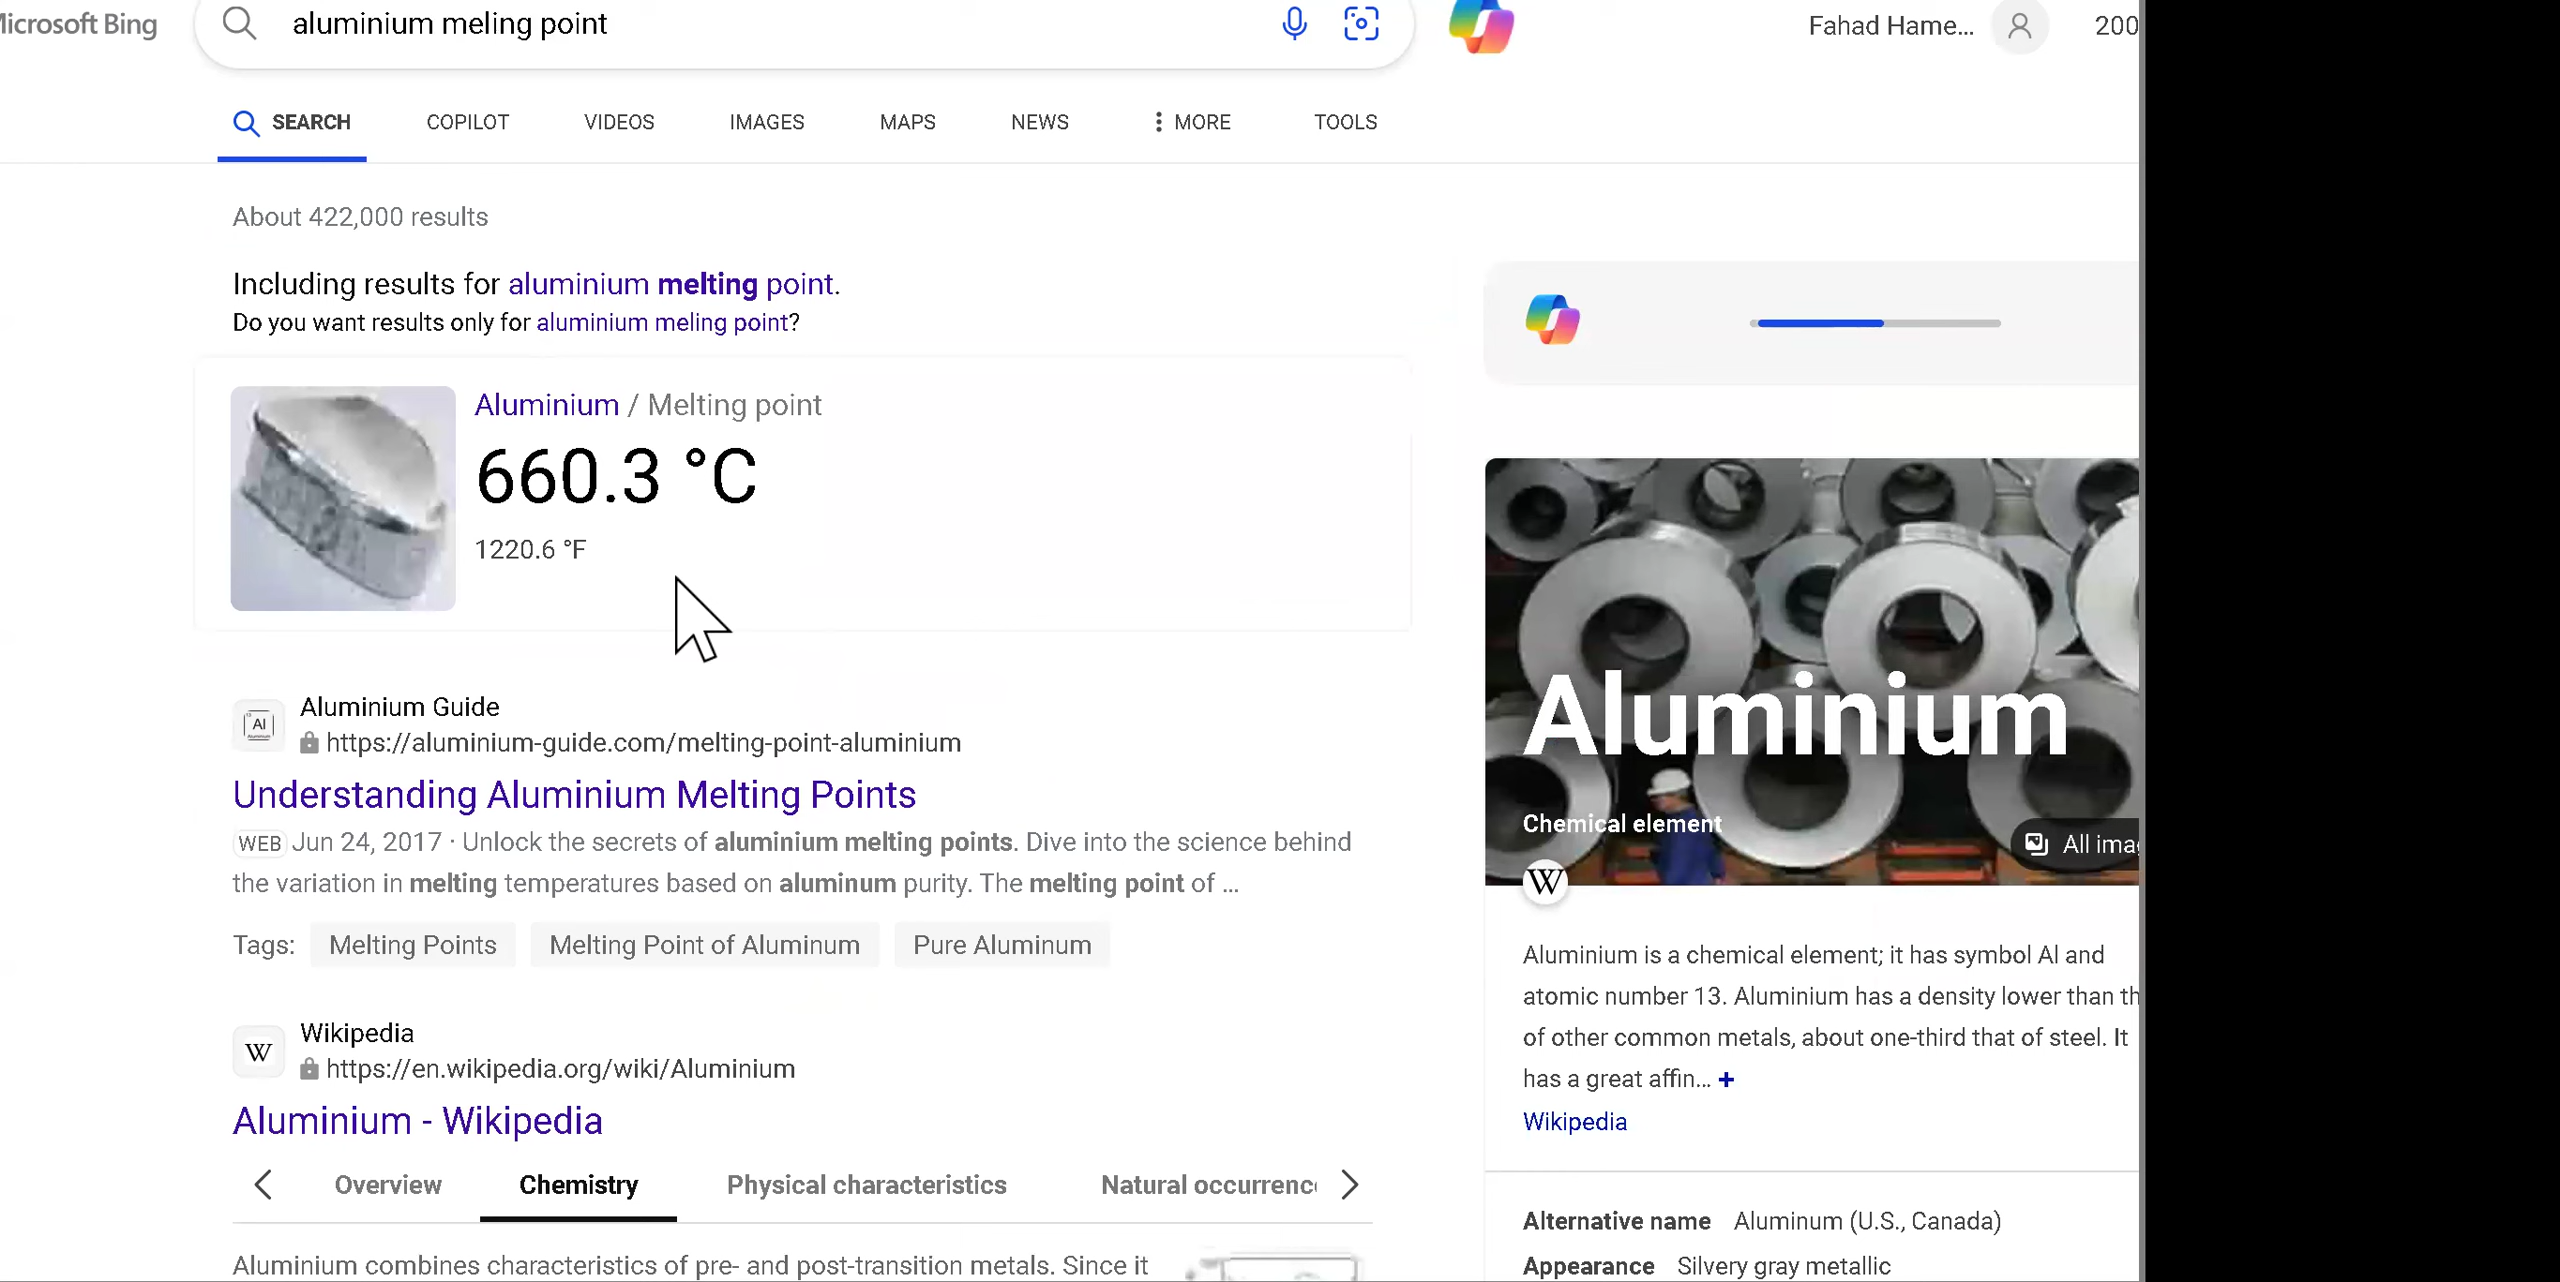 Microsoft Bing
aluminium meling point
Fahad Hame...
200
SEARCH
COPILOT
VIDEOS
IMAGES
MAPS
NEWS
MORE
TOOLS
About 422,000 results
Including results for aluminium melting point.
Do you want results only for aluminium meling point?
Aluminium / Melting point
660.3 °C
1220.6 °F
Aluminium Guide
https://aluminium-guide.com/melting-point-aluminium
Understanding Aluminium Melting Points
WEB Jun 24, 2017 · Unlock the secrets of aluminium melting points. Dive into the science behind
the variation in melting temperatures based on aluminum purity. The melting point of ...
Tags: Melting Points Melting Point of Aluminum Pure Aluminum
Wikipedia
https://en.wikipedia.org/wiki/Aluminium
Aluminium - Wikipedia
Overview
Chemistry
Physical characteristics
Natural occurrenc
Aluminium combines characteristics of pre- and post-transition metals. Since it
Aluminium
Chemical element
All ima
Aluminium is a chemical element; it has symbol Al and
atomic number 13. Aluminium has a density lower than th
of other common metals, about one-third that of steel. It
has a great affin... +
Wikipedia
Alternative name Aluminum (U.S., Canada)
Appearance Silvery gray metallic